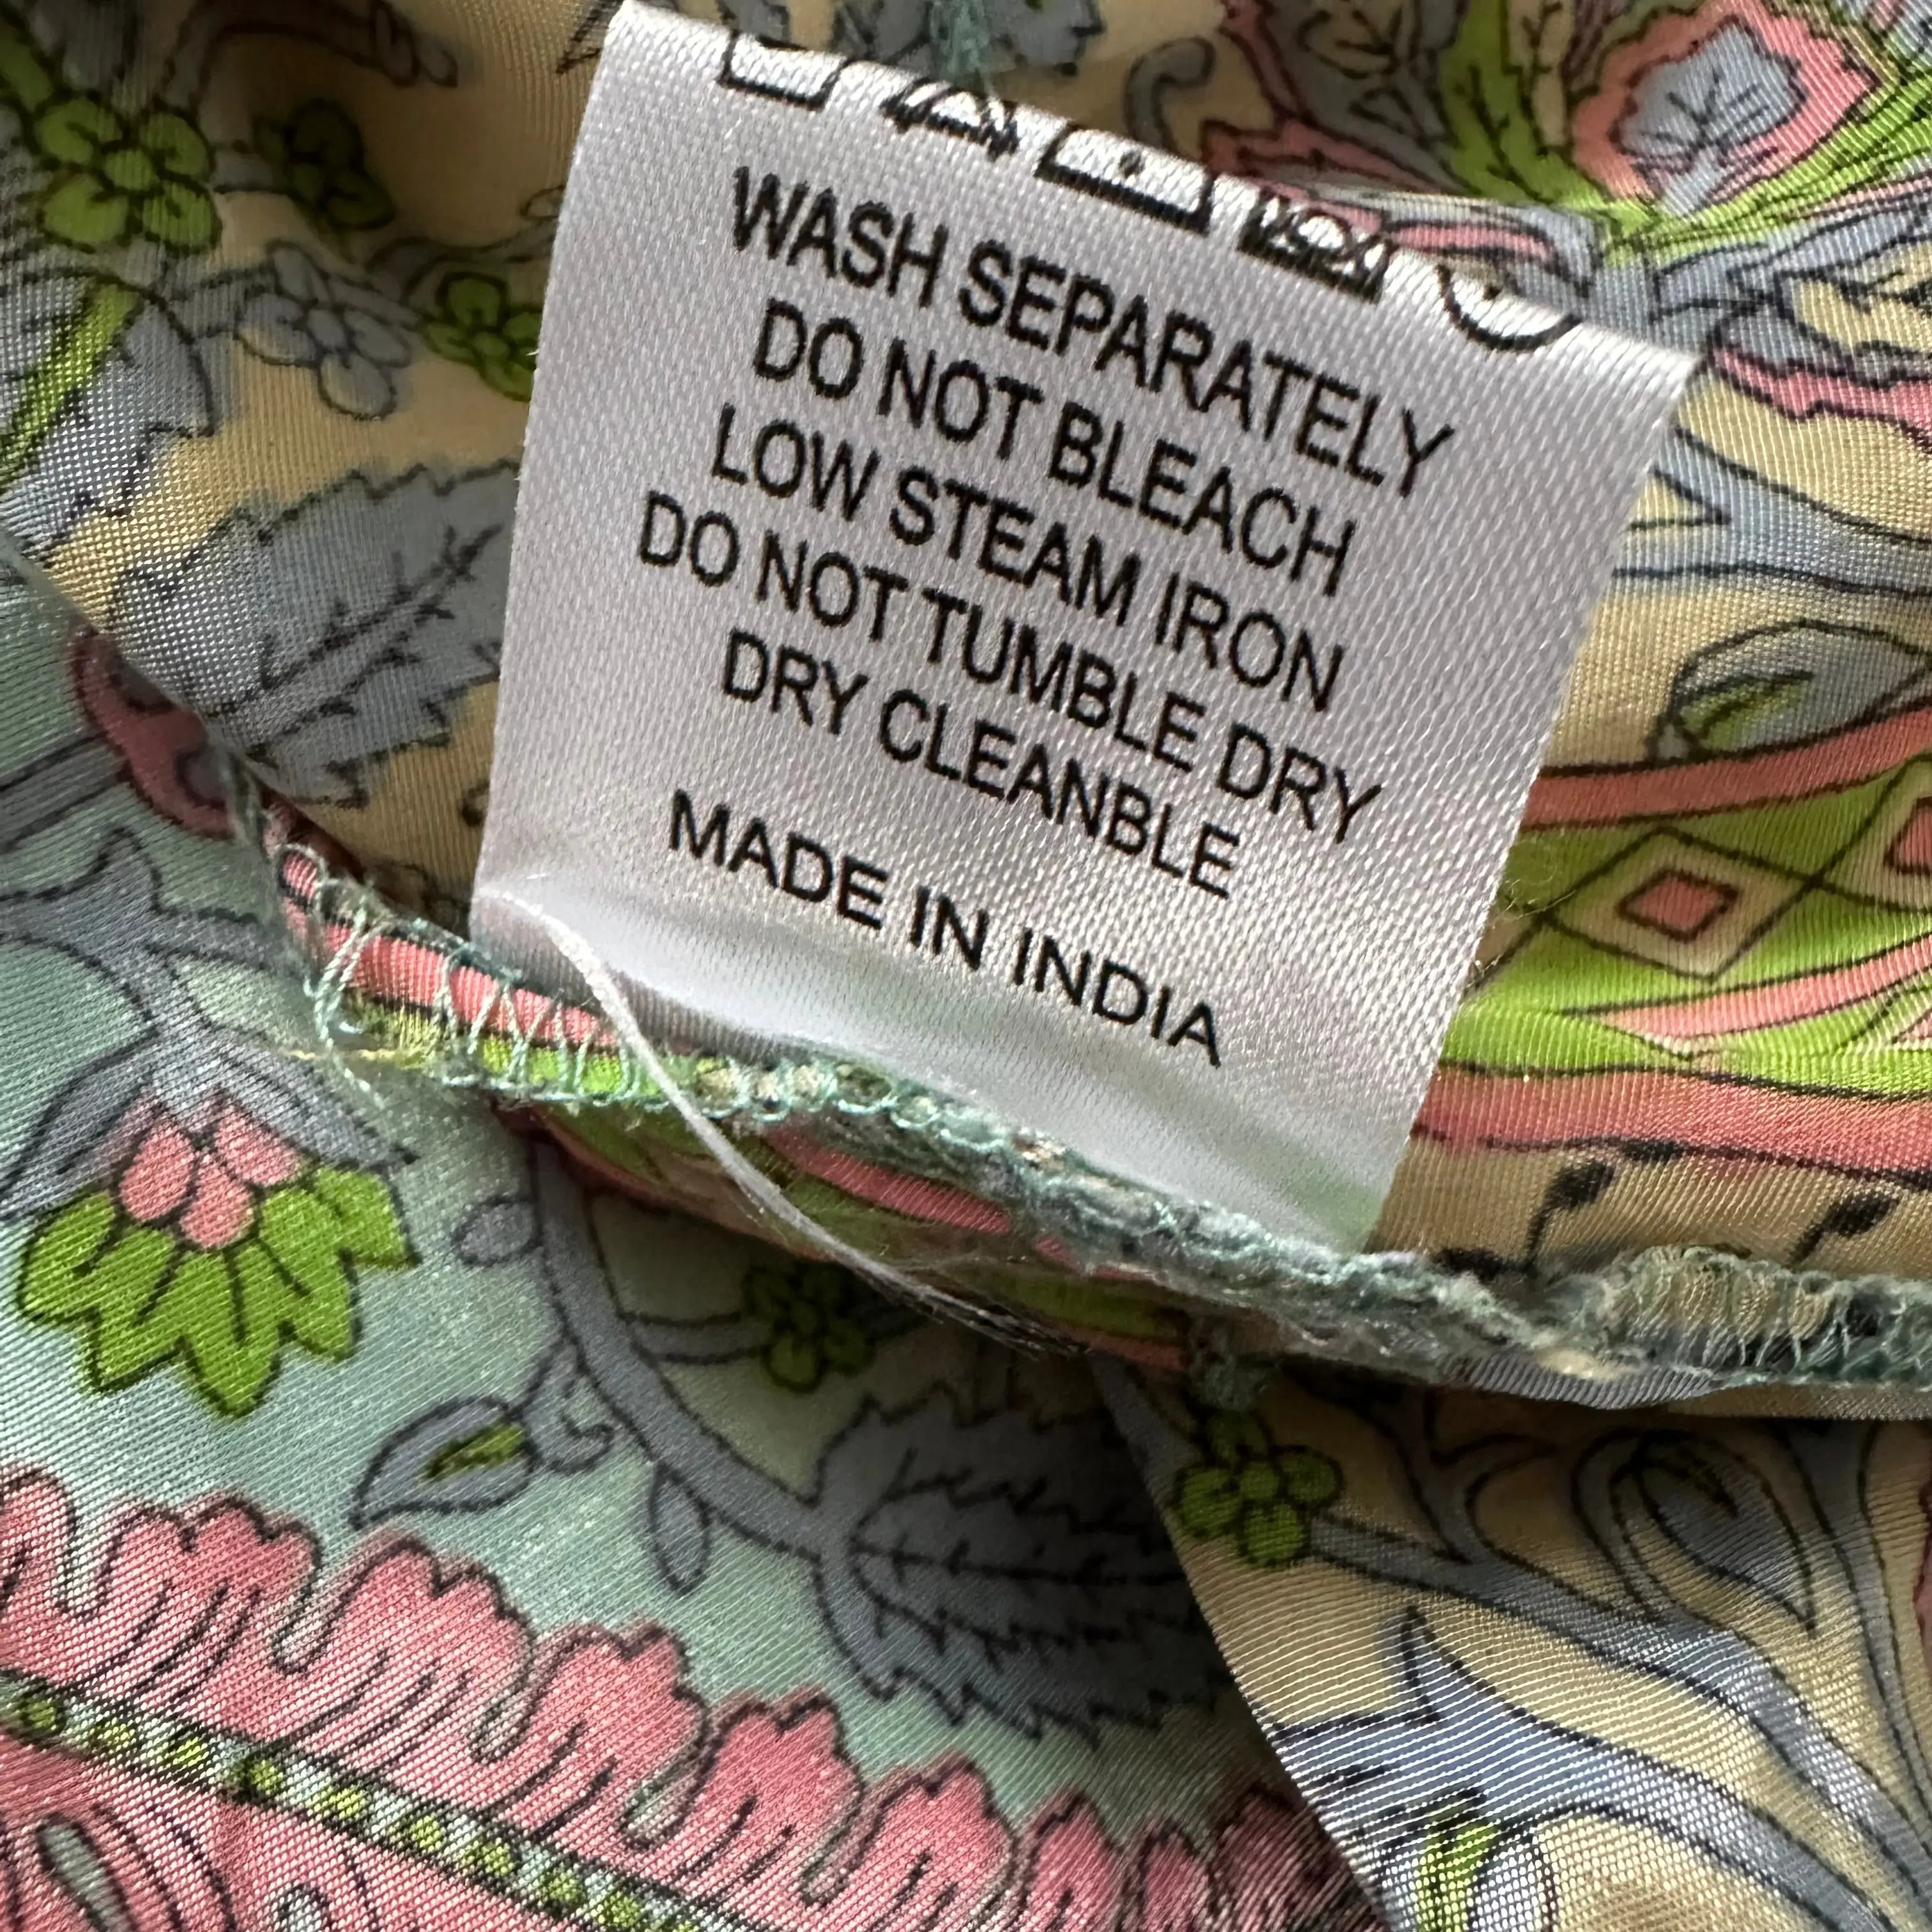 WASH SEPARATELY
DO NOT BLEACH
LOW STEAM IRON
DO NOT TUMBLE DRY
DRY CLEANBLE
MADE IN INDIA